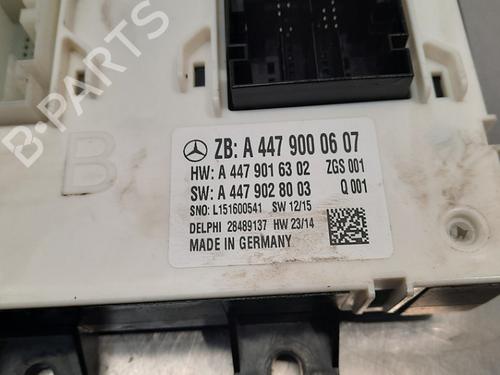 B-PARTS
B
ZB: A 447 900 06 07
HW: A 447 901 63 02 ZGS 001
SW: A 447 902 80 03 Q 001
SNO: L151600541 SW 12/15
DELPHI 28489137 HW 23/14
MADE IN GERMANY